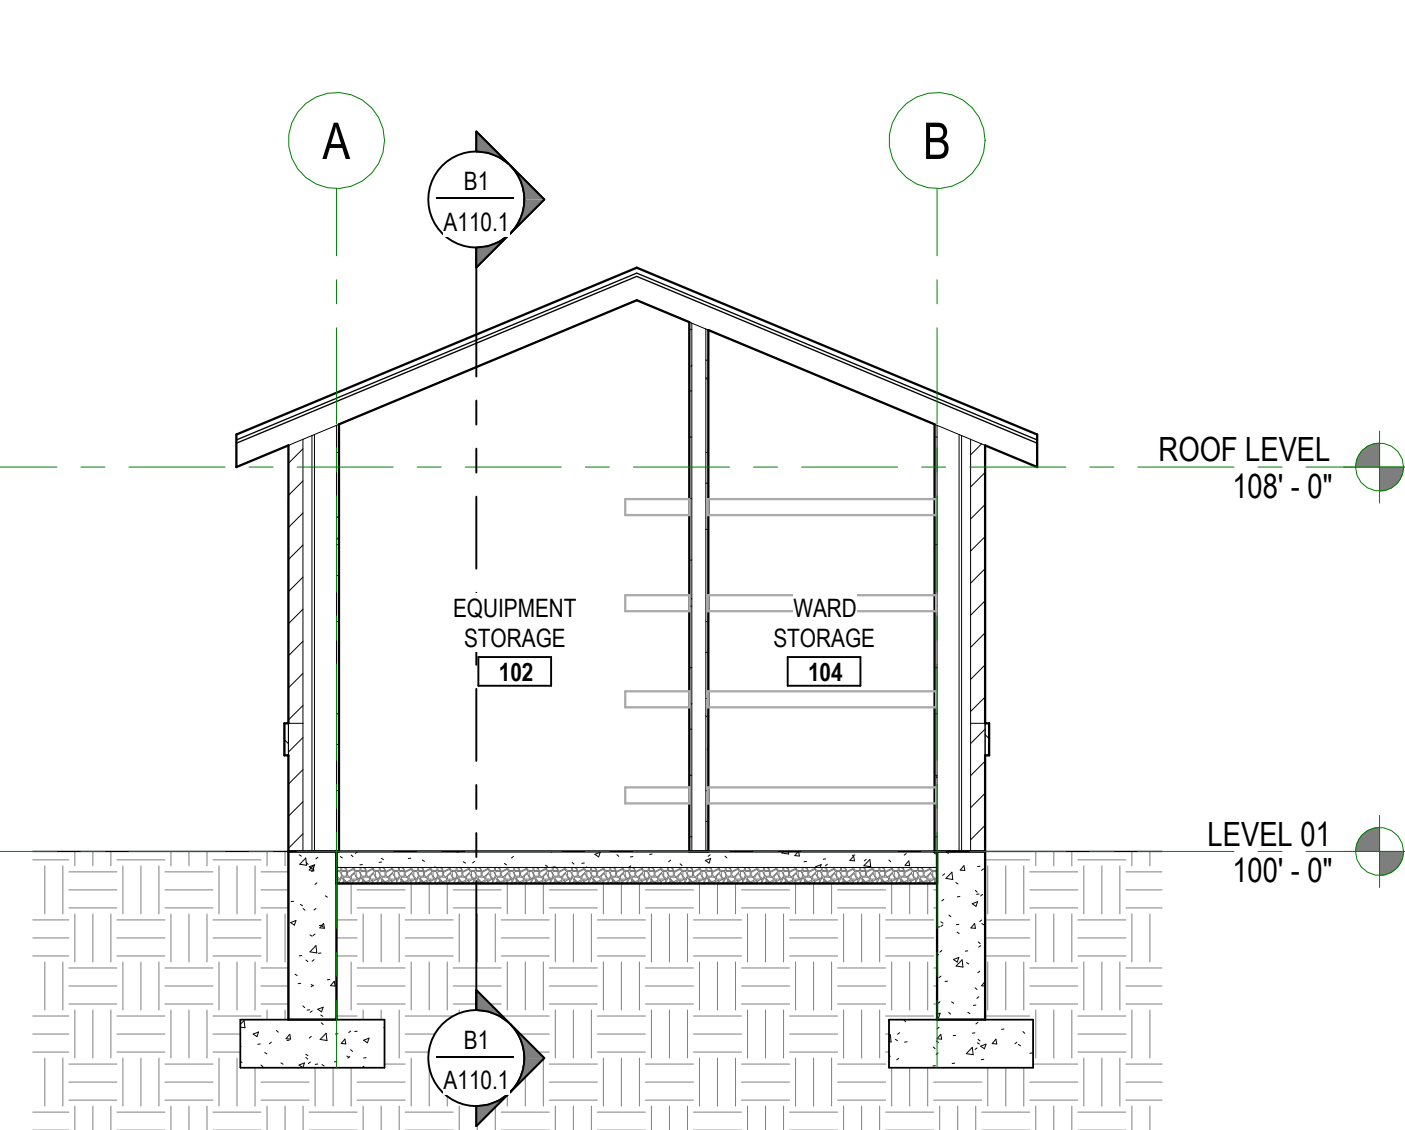 A
B
B1
A110.1
ROOF LEVEL
108' - 0"
EQUIPMENT
STORAGE
102
WARD
STORAGE
104
LEVEL 01
100' - 0"
B1
A110.1